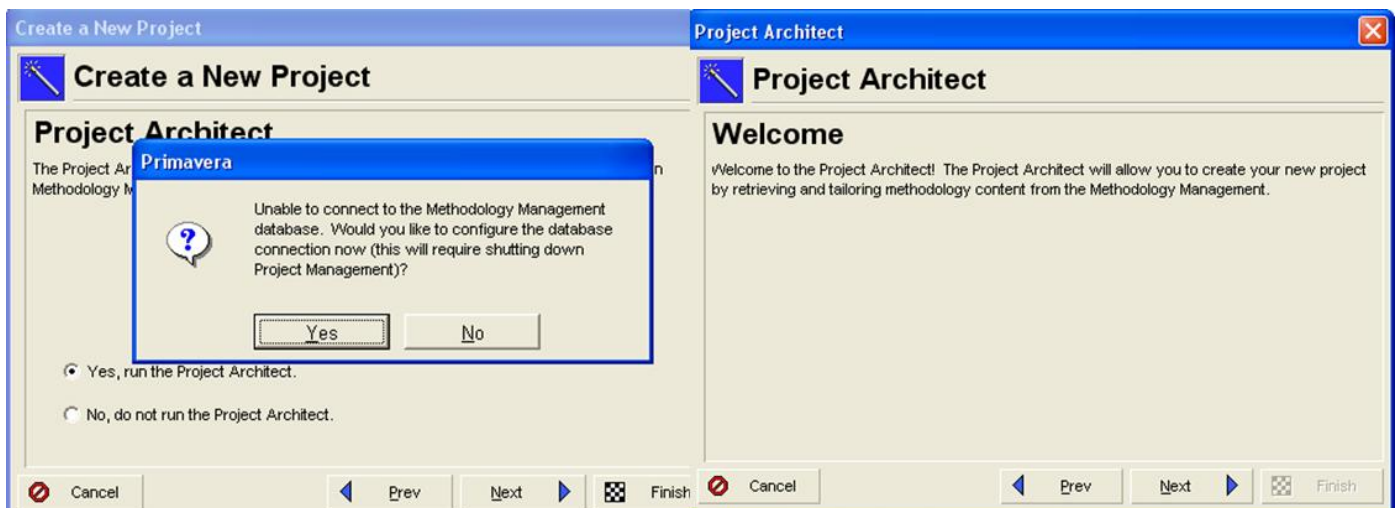 Create a New Project
Create a New Project
Project Architect
The Project Ar
n
Methodology M
Primavera
Unable to connect to the Methodology Management
database. Would you like to configure the database
connection now (this will require shutting down
Project Management)?
Yes
No
Yes, run the Project Architect.
No, do not run the Project Architect.
Cancel
Prev
Next
Finish
Project Architect
Project Architect
Welcome
Welcome to the Project Architect! The Project Architect will allow you to create your new project
by retrieving and tailoring methodology content from the Methodology Management.
Cancel
Prev
Next
Finish